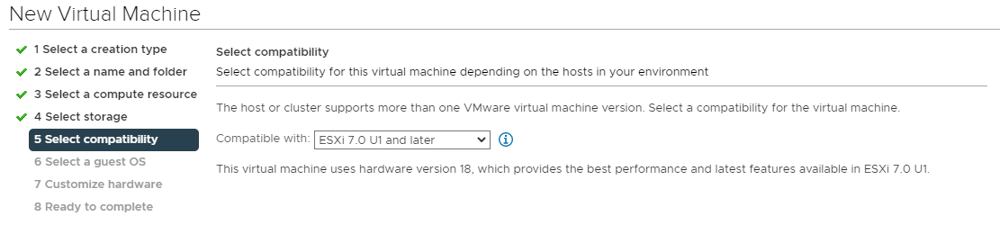 New Virtual Machine
1 Select a creation type
2 Select a name and folder
3 Select a compute resource
4 Select storage
5 Select compatibility
6 Select a guest OS
7 Customize hardware
8 Ready to complete
Select compatibility
Select compatibility for this virtual machine depending on the hosts in your environment
The host or cluster supports more than one VMware virtual machine version. Select a compatibility for the virtual machine.
Compatible with: ESXi 7.0 U1 and later
This virtual machine uses hardware version 18, which provides the best performance and latest features available in ESXi 7.0 U1.